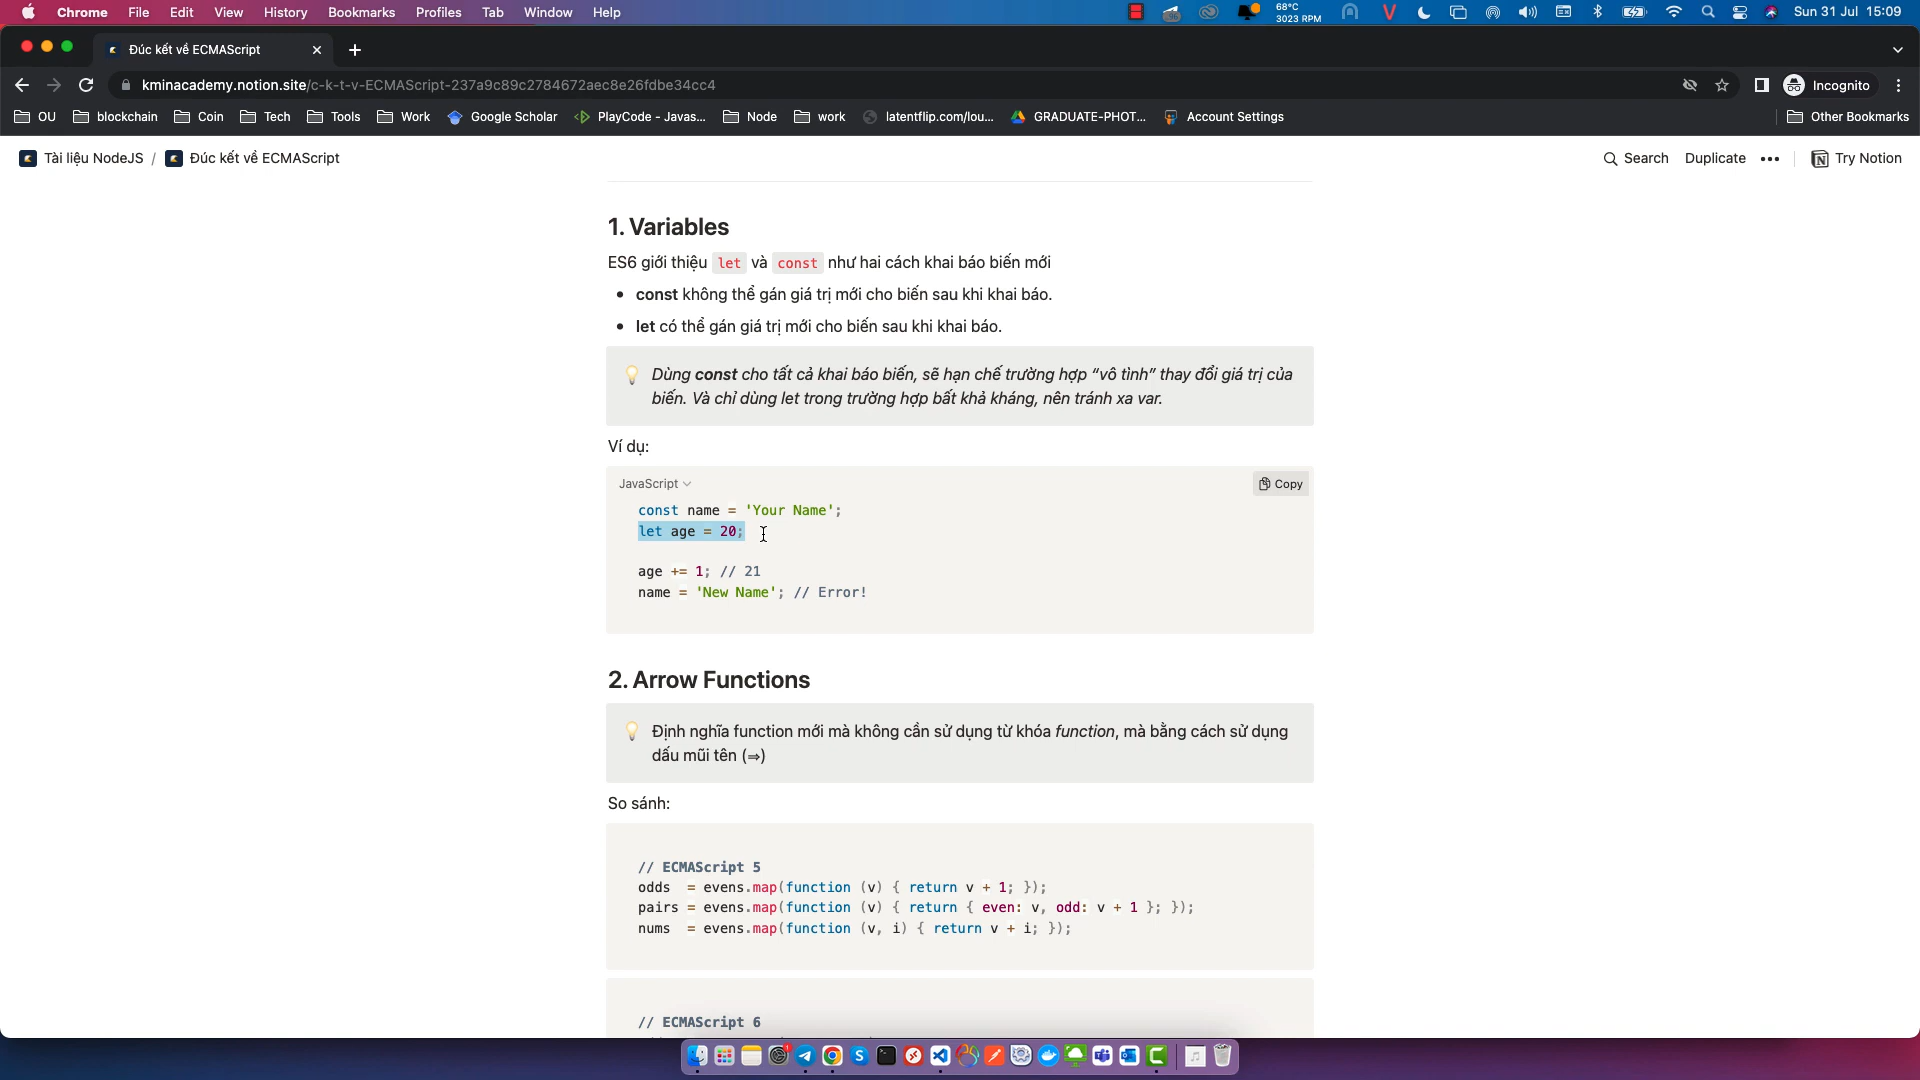 Chrome File Edit View History Bookmarks Profiles Tab Window Help 68°C 3023 RPM Sun 31 Jul 15:09
Đúc kết về ECMAScript
kminacademy.notion.site/c-k-t-v-ECMAScript-237a9c89c2784672aec8e26fdbe34cc4 Incognito
OU blockchain Coin Tech Tools Work Google Scholar PlayCode - Javas... Node work latentflip.com/lou... GRADUATE-PHOT... Account Settings Other Bookmarks
Tài liệu NodeJS / Đúc kết về ECMAScript Search Duplicate Try Notion
1. Variables
ES6 giới thiệu let và const như hai cách khai báo biến mới
const không thể gán giá trị mới cho biến sau khi khai báo.
let có thể gán giá trị mới cho biến sau khi khai báo.
Dùng const cho tất cả khai báo biến, sẽ hạn chế trường hợp “vô tình” thay đổi giá trị của
biến. Và chỉ dùng let trong trường hợp bất khả kháng, nên tránh xa var.
Ví dụ:
JavaScript Copy
const name = 'Your Name';
let age = 20;
age += 1; // 21
name = 'New Name'; // Error!
2. Arrow Functions
Định nghĩa function mới mà không cần sử dụng từ khóa function, mà bằng cách sử dụng
dấu mũi tên (⇒)
So sánh:
// ECMAScript 5
odds = evens.map(function (v) { return v + 1; });
pairs = evens.map(function (v) { return { even: v, odd: v + 1 }; });
nums = evens.map(function (v, i) { return v + i; });
// ECMAScript 6